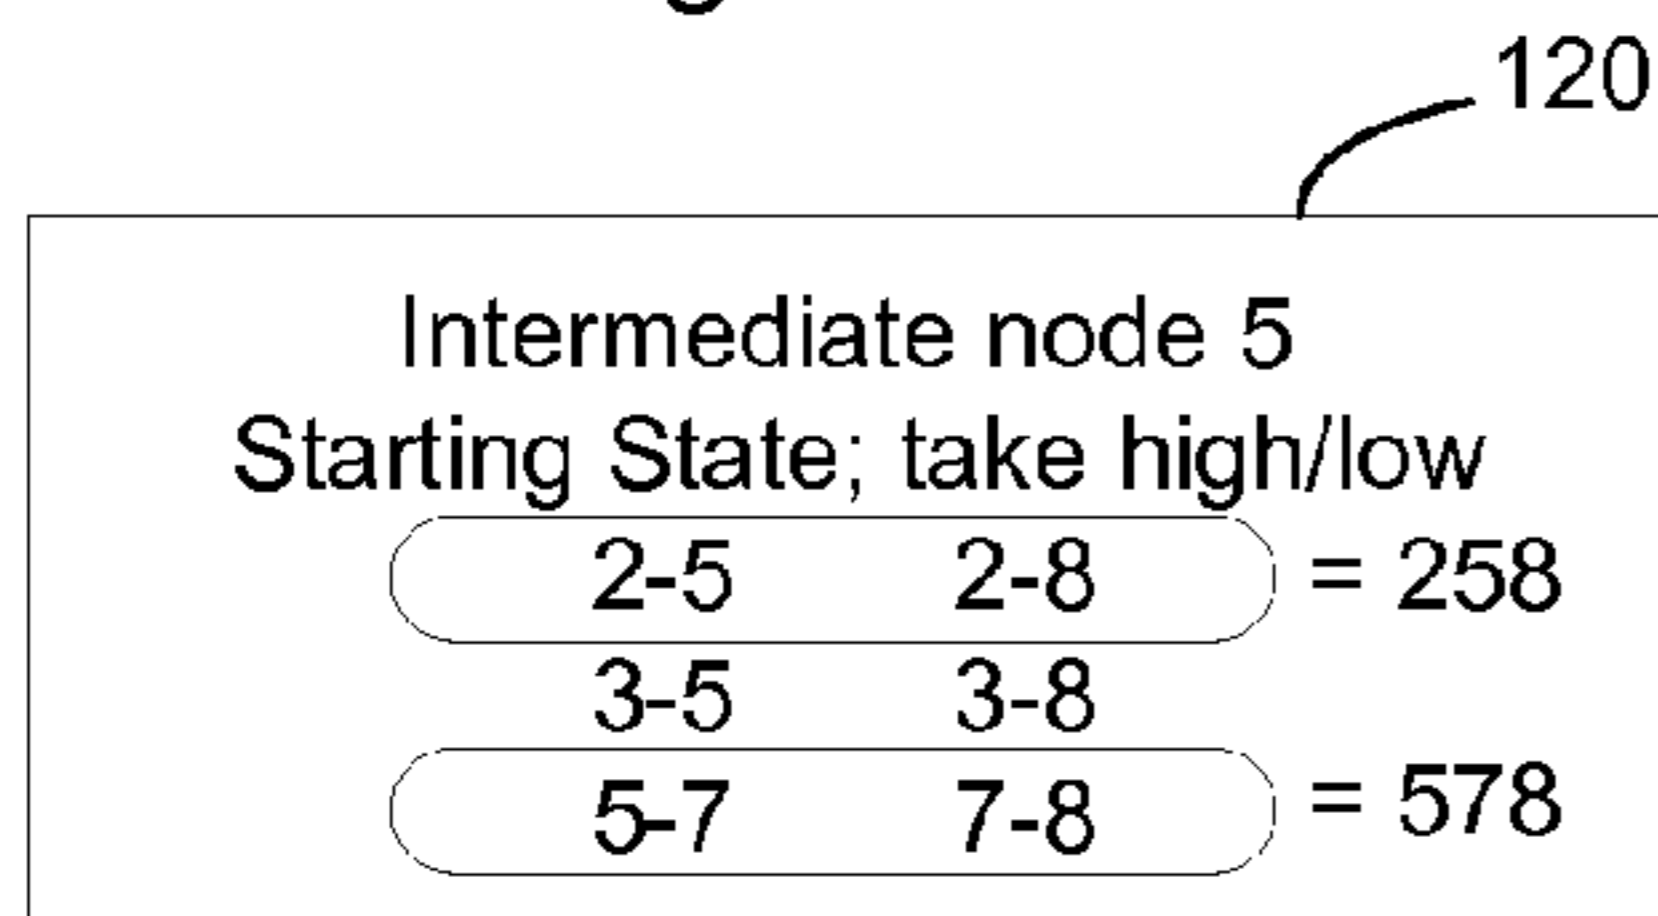 120
Intermediate node 5
Starting State; take high/low
2-5 2-8 = 258
3-5 3-8
5-7 7-8 = 578